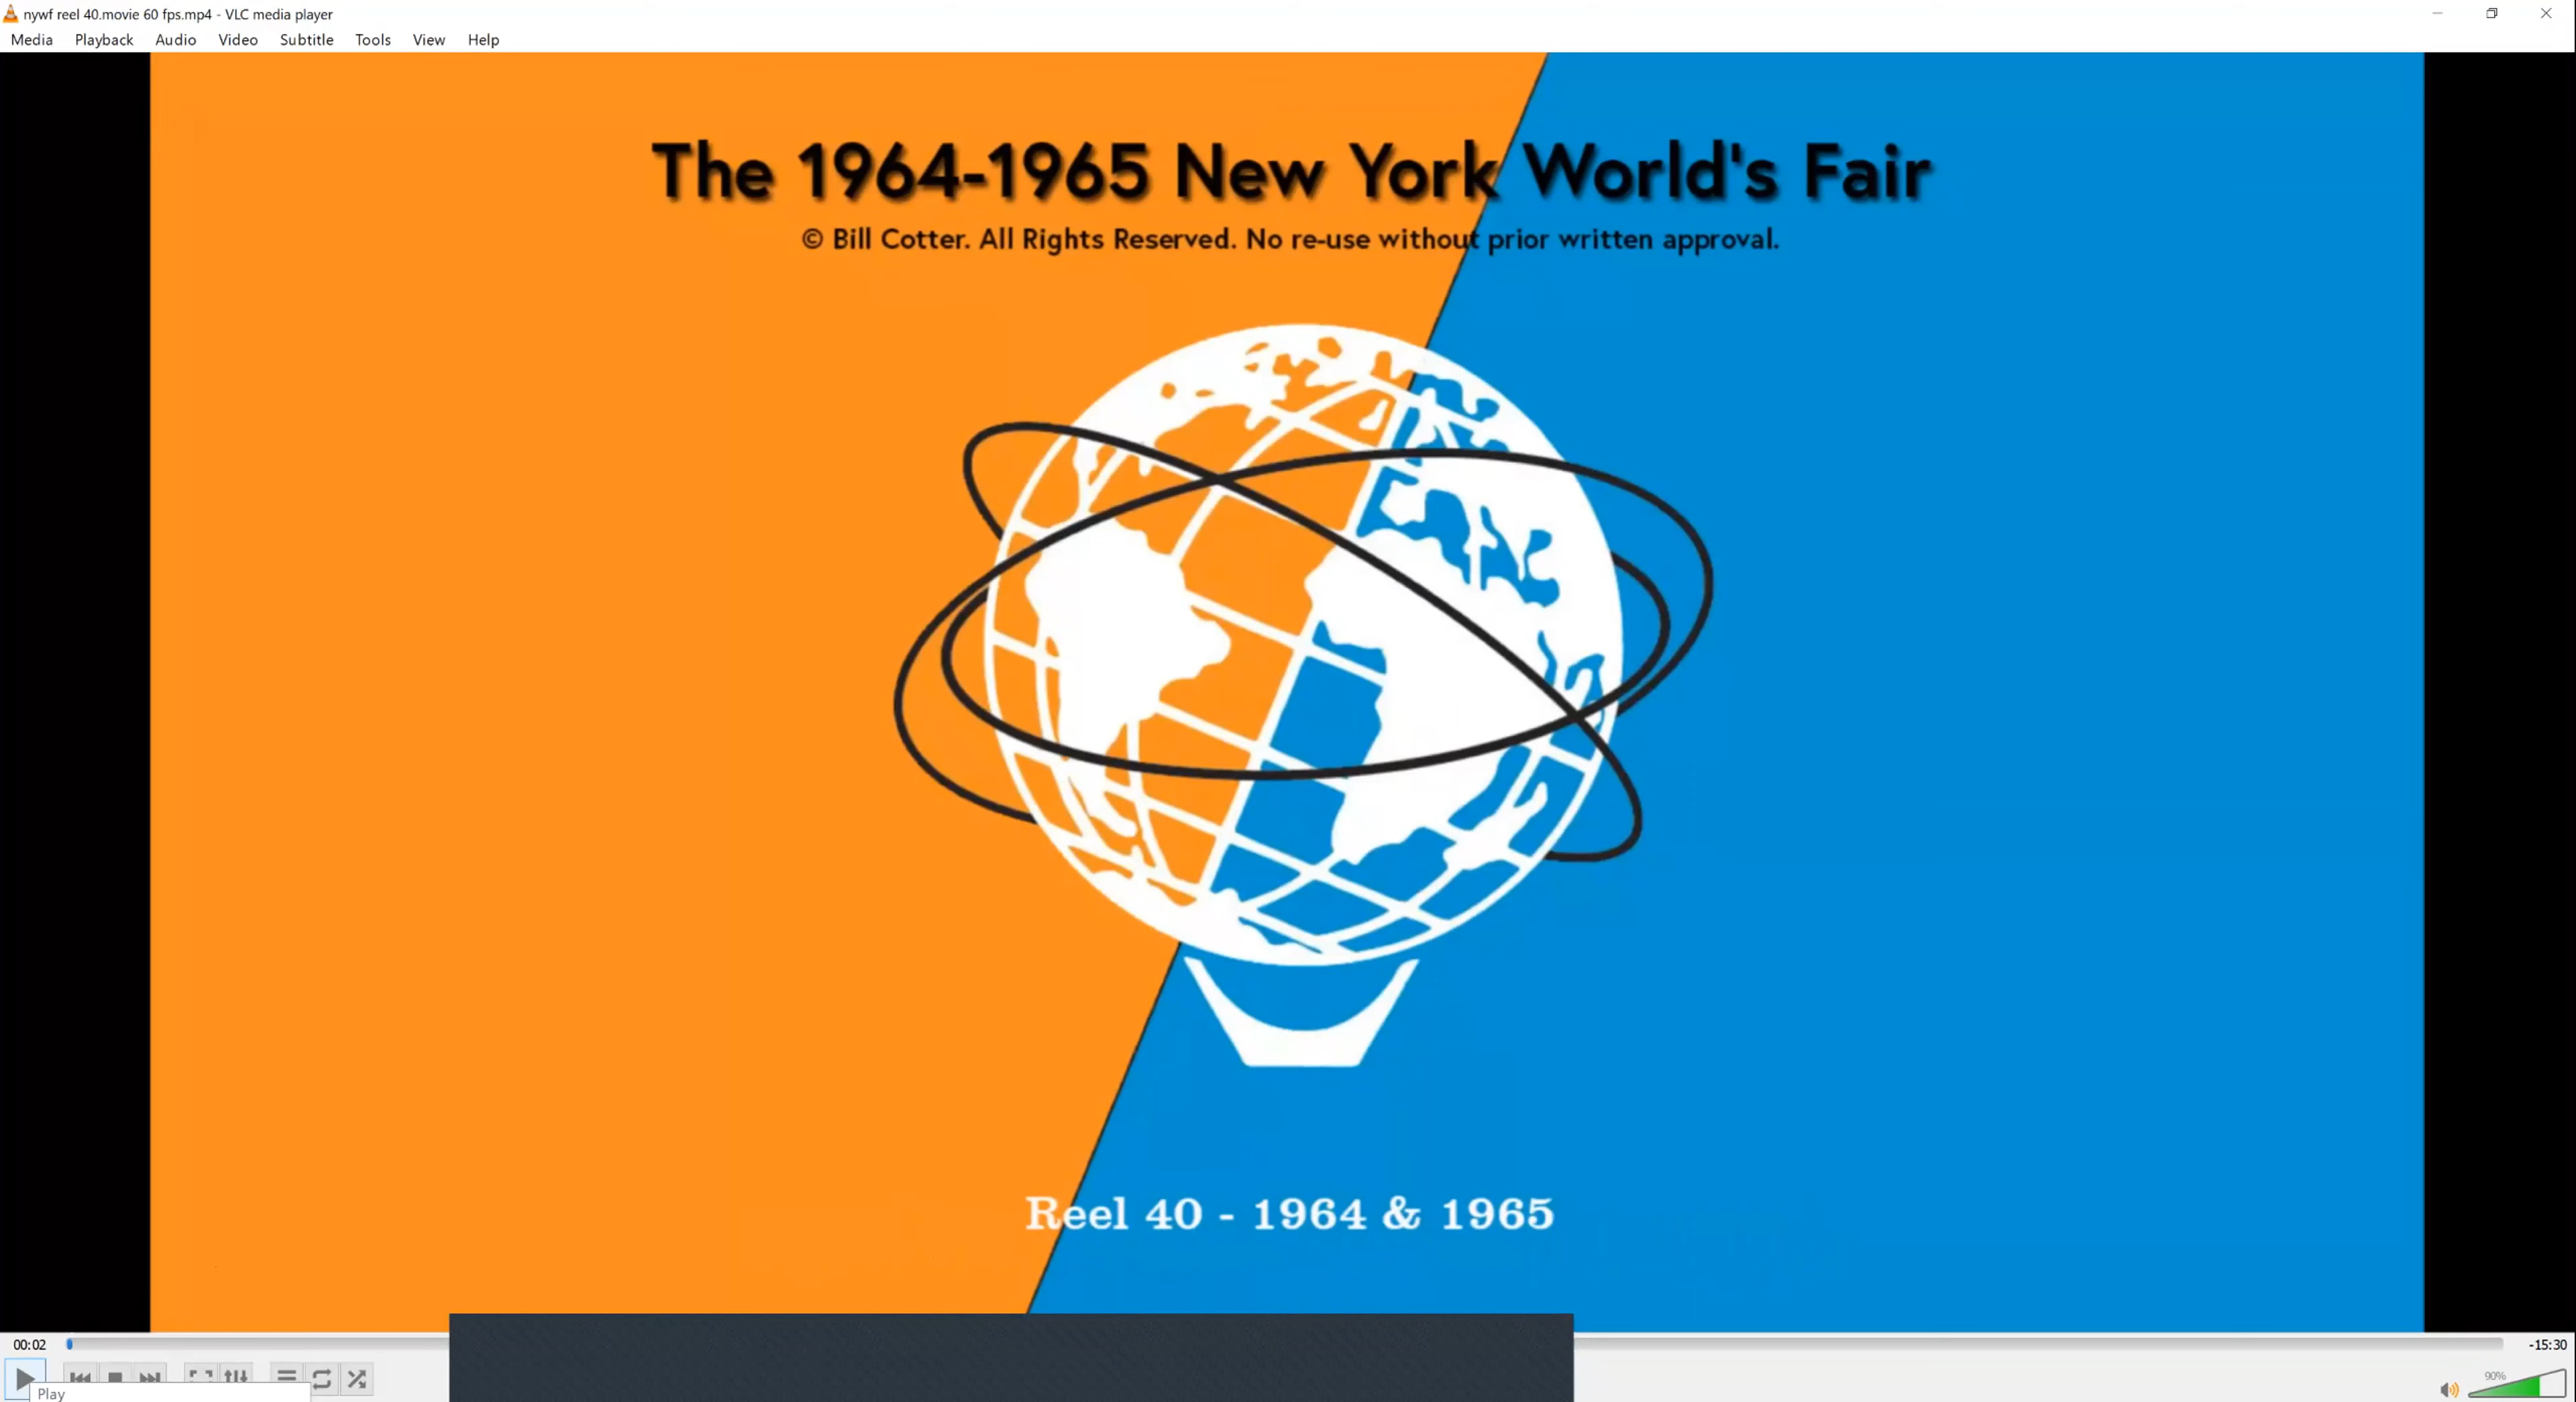 nywf reel 40.movie 60 fps.mp4 - VLC media player
Media Playback Audio Video Subtitle Tools View Help
The 1964-1965 New York World's Fair
© Bill Cotter. All Rights Reserved. No re-use without prior written approval.
Reel 40 - 1964 & 1965
00:02
-15:30
Play
90%